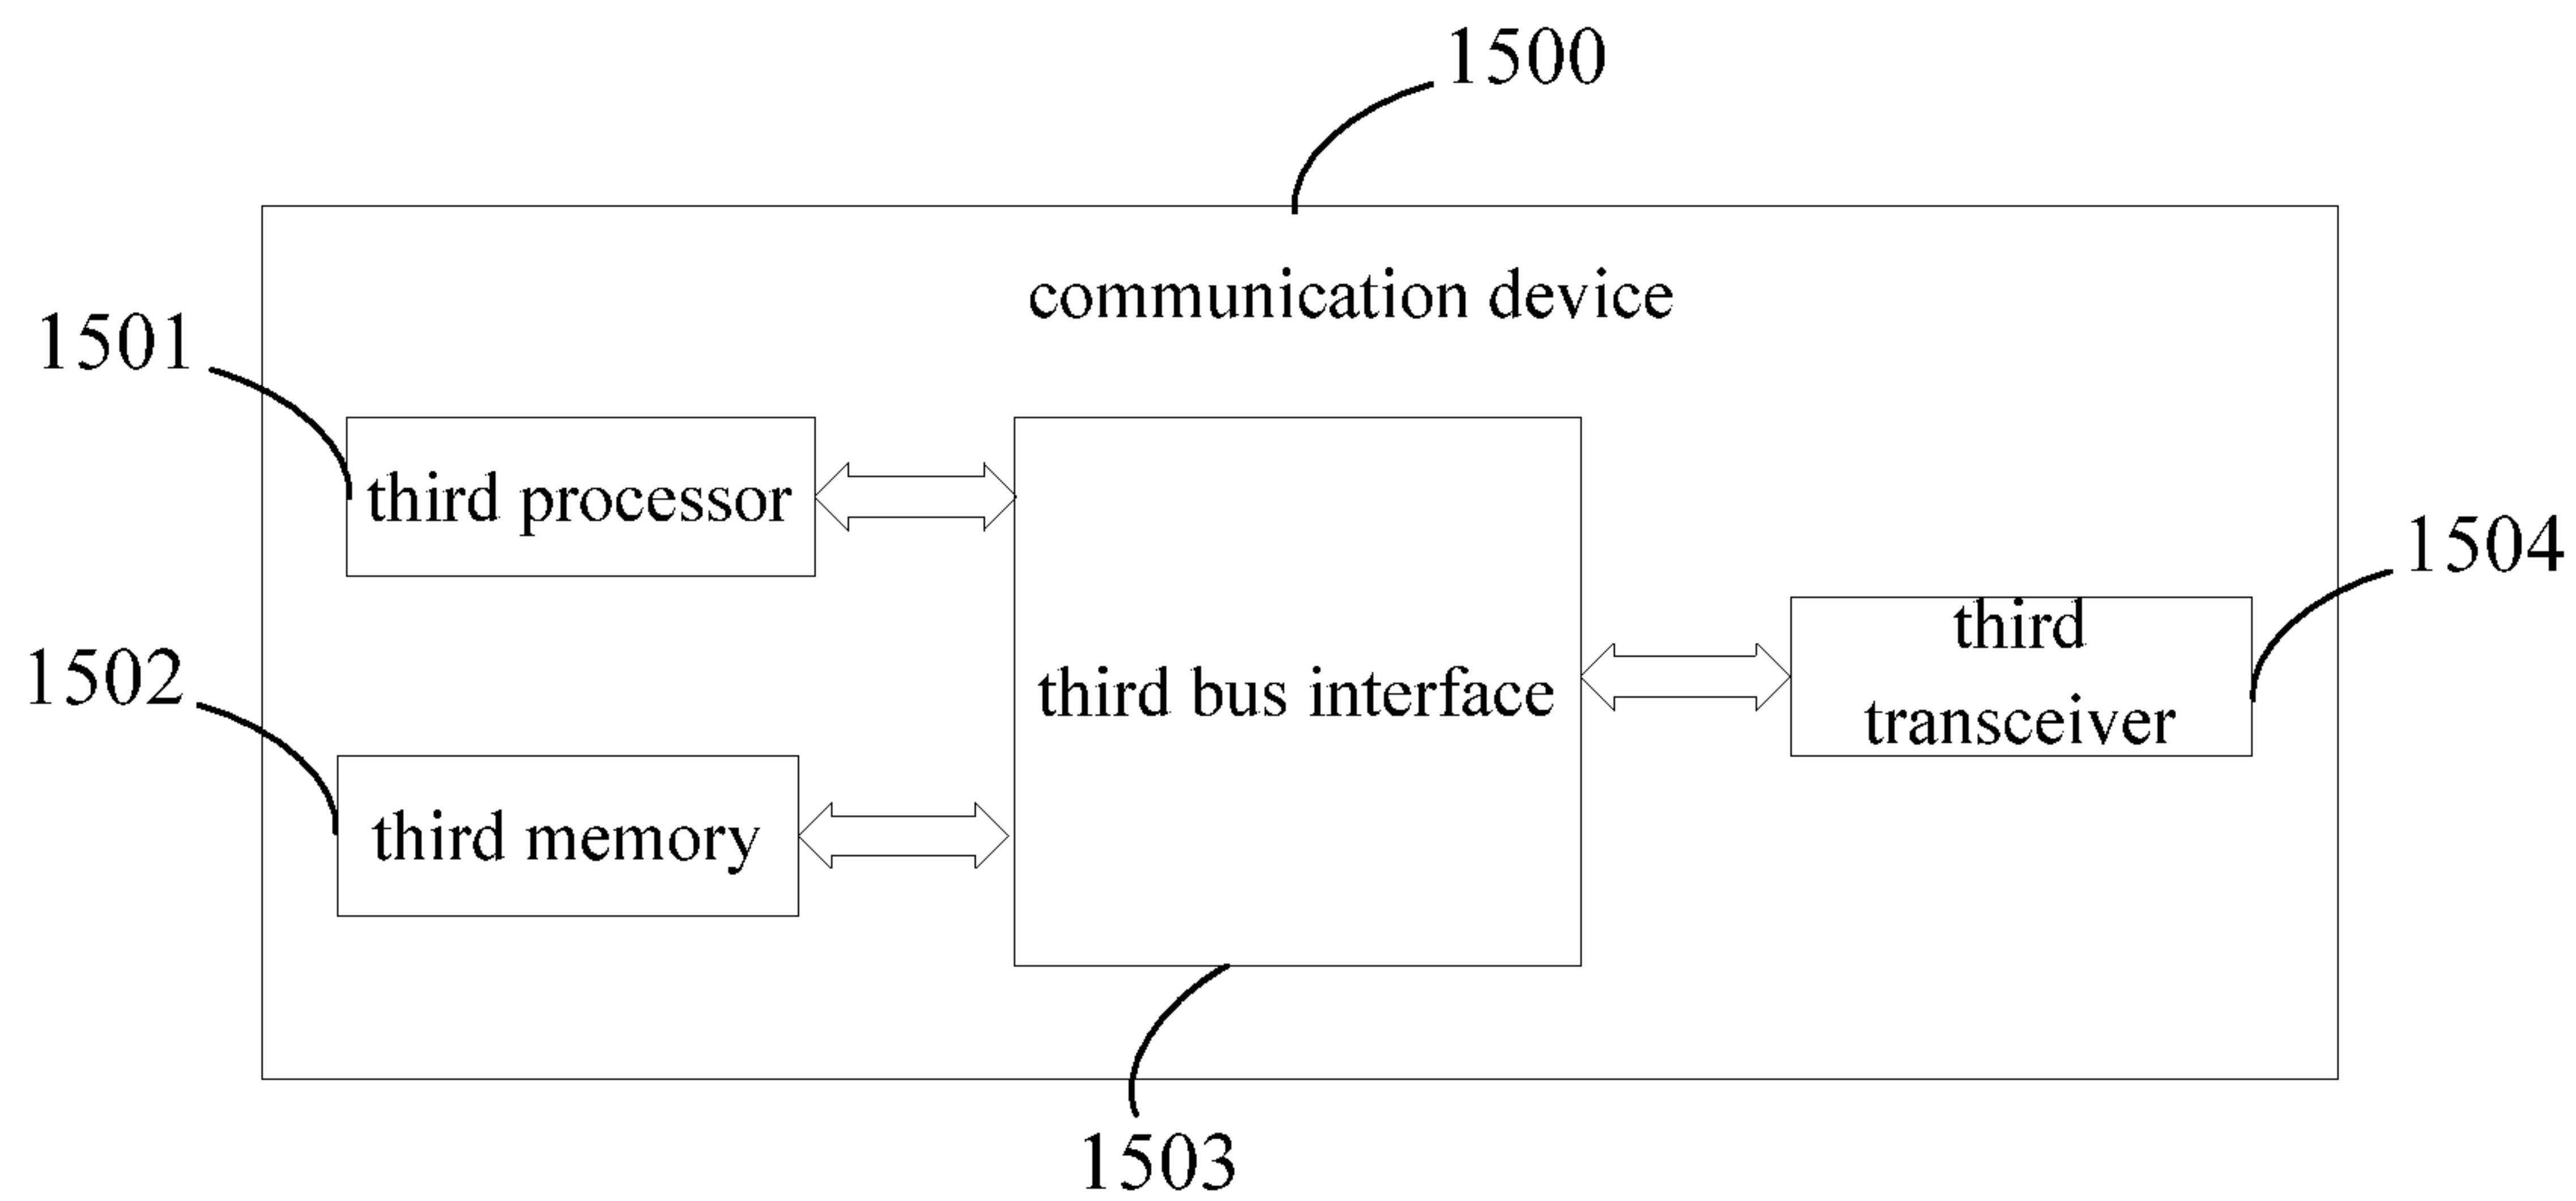 1500
communication device
1501
third processor
1504
third
transceiver
1502
third bus interface
third memory
1503